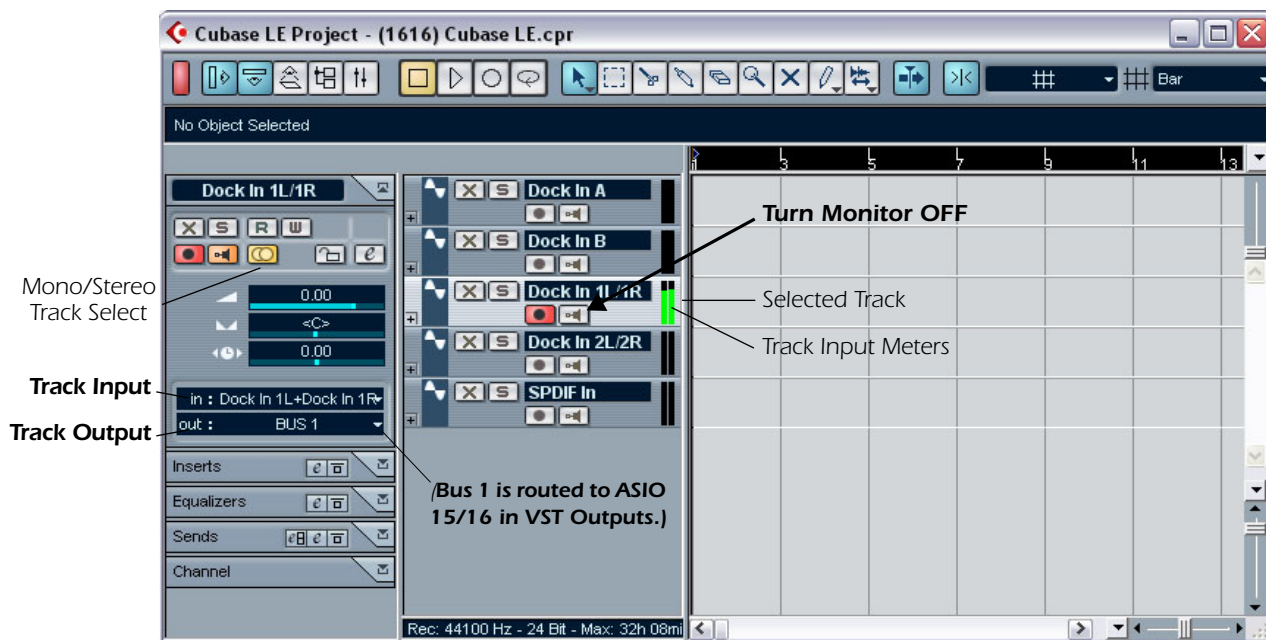 Cubase LE Project - (1616) Cubase LE.cpr
Bar
No Object Selected
1 3 5 7 9 11 13
Dock In 1L/1R
X S R W
e
0.00
<C>
0.00
in : Dock In 1L+Dock In 1R
out : BUS 1
Inserts
e
Equalizers
e
Sends
e e
Channel
X S Dock In A
X S Dock In B
X S Dock In 1L/1R
X S Dock In 2L/2R
X S SPDIF In
Rec: 44100 Hz - 24 Bit - Max: 32h 08mi
Mono/Stereo
Track Select
Track Input
Track Output
Turn Monitor OFF
Selected Track
Track Input Meters
(Bus 1 is routed to ASIO
15/16 in VST Outputs.)